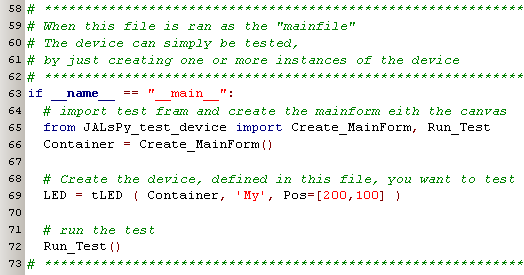 58 # *******************************************************
59 # When this file is ran as the "mainfile"
60 # The device can simply be tested,
61 # by just creating one or more instances of the device
62 # *******************************************************
63 if __name__ == "__main__":
64   # import test fram and create the mainform eith the canvas
65   from JALsPy_test_device import Create_MainForm, Run_Test
66   Container = Create_MainForm()
67
68   # Create the device, defined in this file, you want to test
69   LED = tLED ( Container, 'My', Pos=[200,100] )
70
71   # run the test
72   Run_Test()
73 # *******************************************************